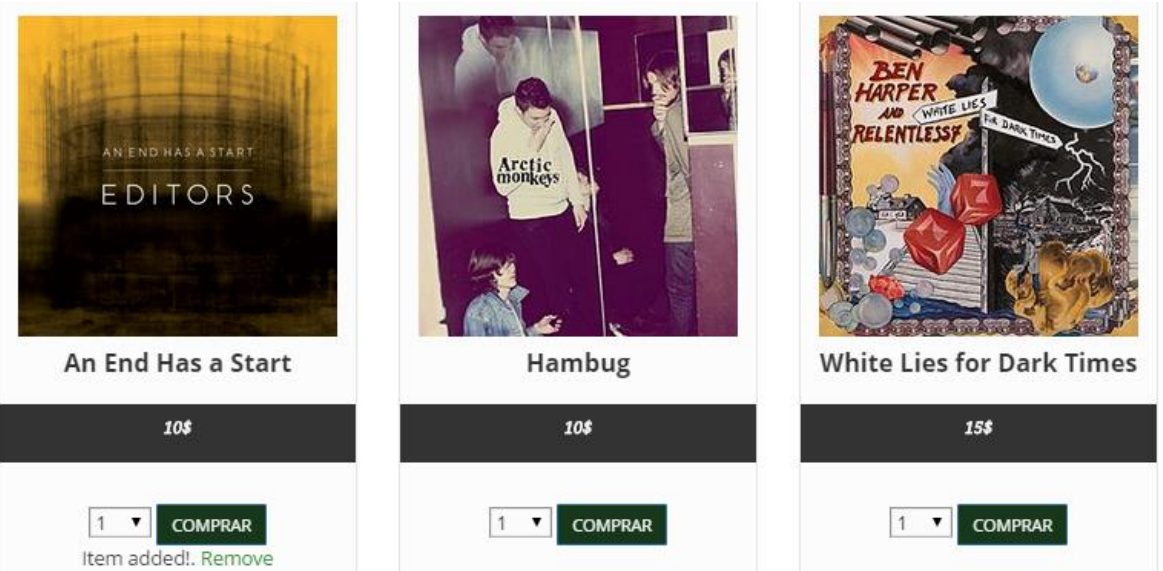 AN END HAS A START
EDITORS
An End Has a Start
10$
1
COMPRAR
Item added!. Remove
Arctic
monkeys
Hambug
10$
1
COMPRAR
BEN
HARPER
AND
RELENTLESS7
WHITE LIES
FOR DARK TIMES
7
White Lies for Dark Times
15$
1
COMPRAR